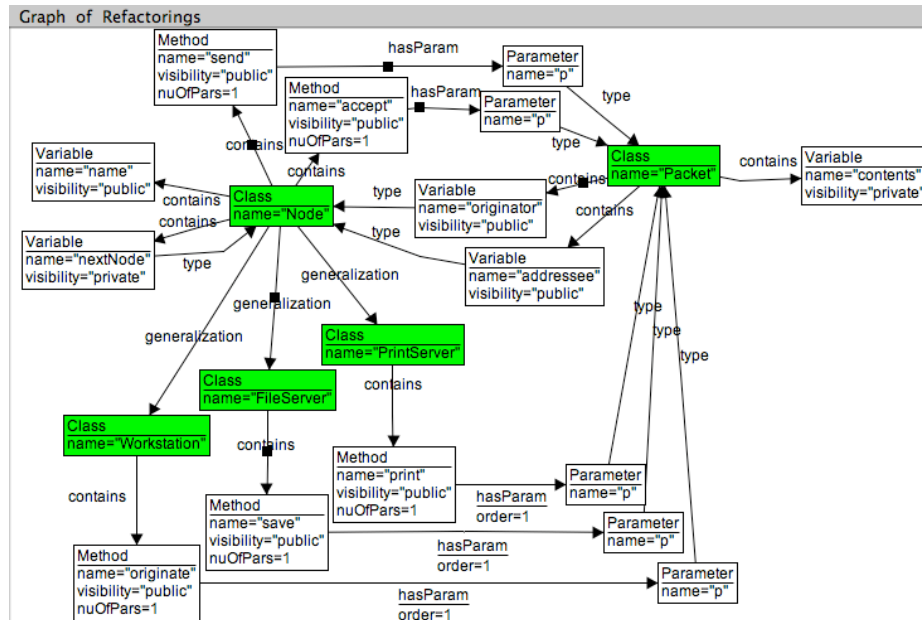 Graph of Refactorings
Method
name="send"
visibility="public"
nuOfPars=1
hasParam
Parameter
name="p"
Method
name="accept"
visibility="public"
nuOfPars=1
hasParam
Parameter
name="p"
type
type
contains
contains
Variable
name="name"
visibility="public"
contains
Class
name="Node"
contains
Variable
name="nextNode"
visibility="private"
type
type
type
Variable
name="originator"
visibility="public"
contains
contains
Class
name="Packet"
contains
Variable
name="contents"
visibility="private"
Variable
name="addressee"
visibility="public"
generalization
generalization
generalization
type
type
type
Class
name="PrintServer"
contains
Class
name="FileServer"
contains
Class
name="Workstation"
contains
Method
name="print"
visibility="public"
nuOfPars=1
hasParam
order=1
Parameter
name="p"
Method
name="save"
visibility="public"
nuOfPars=1
hasParam
order=1
Parameter
name="p"
Method
name="originate"
visibility="public"
nuOfPars=1
hasParam
order=1
Parameter
name="p"